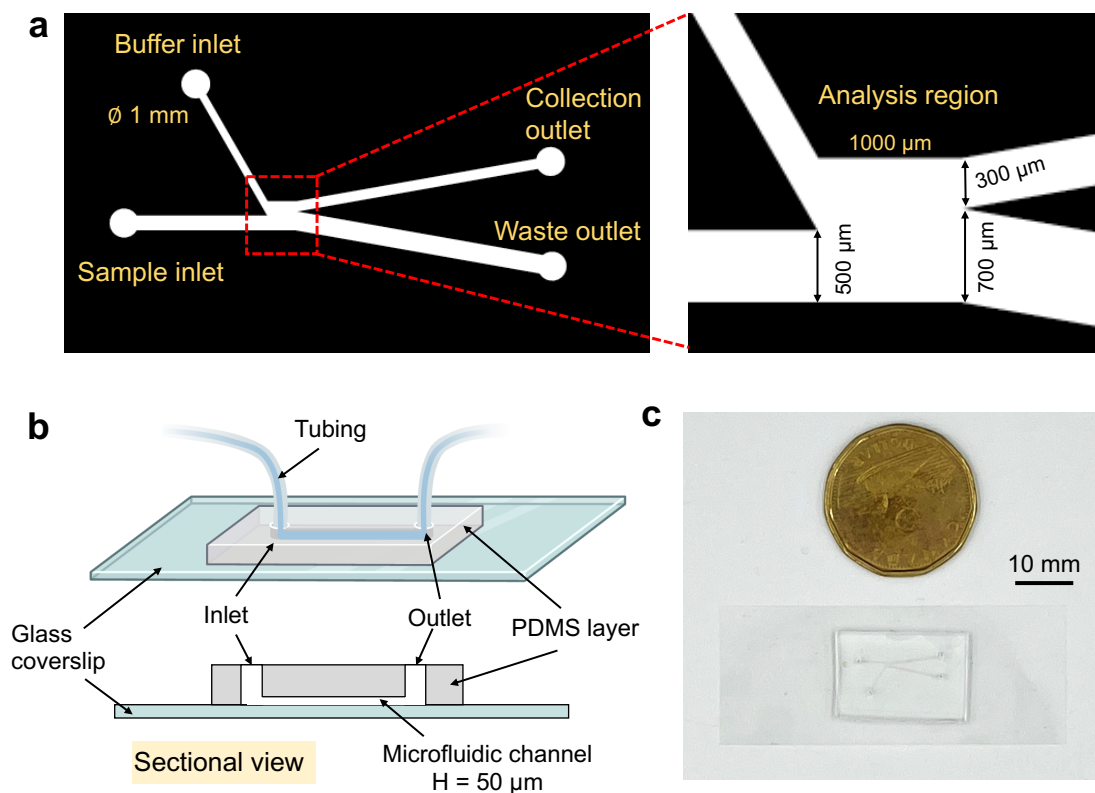 a
Buffer inlet
Ø 1 mm
Collection
outlet
Waste outlet
Sample inlet
Analysis region
1000 µm
300 µm
500 µm
700 µm
b
Tubing
Inlet
Outlet
PDMS layer
Glass
coverslip
Microfluidic channel
H = 50 µm
Sectional view
c
10 mm